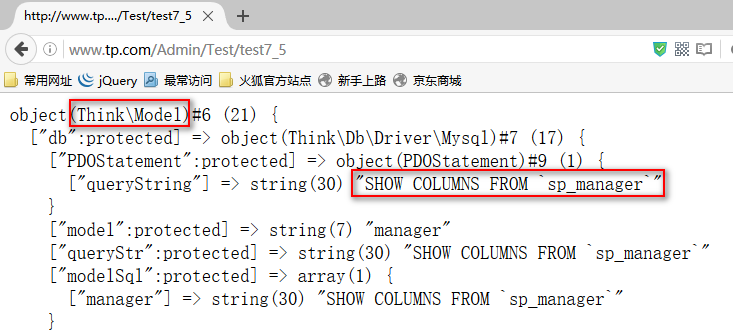 http://www.tp..../Test/test7_5
www.tp.com/Admin/Test/test7_5
常用网址 jQuery 最常访问 火狐官方站点 新手上路 京东商城
object(Think\Model)#6 (21) {
["db":protected] => object(Think\Db\Driver\Mysql)#7 (17) {
["PDOStatement":protected] => object(PDOStatement)#9 (1) {
["queryString"] => string(30) "SHOW COLUMNS FROM `sp_manager`"
}
["model":protected] => string(7) "manager"
["queryStr":protected] => string(30) "SHOW COLUMNS FROM `sp_manager`"
["modelSql":protected] => array(1) {
["manager"] => string(30) "SHOW COLUMNS FROM `sp_manager`"
}